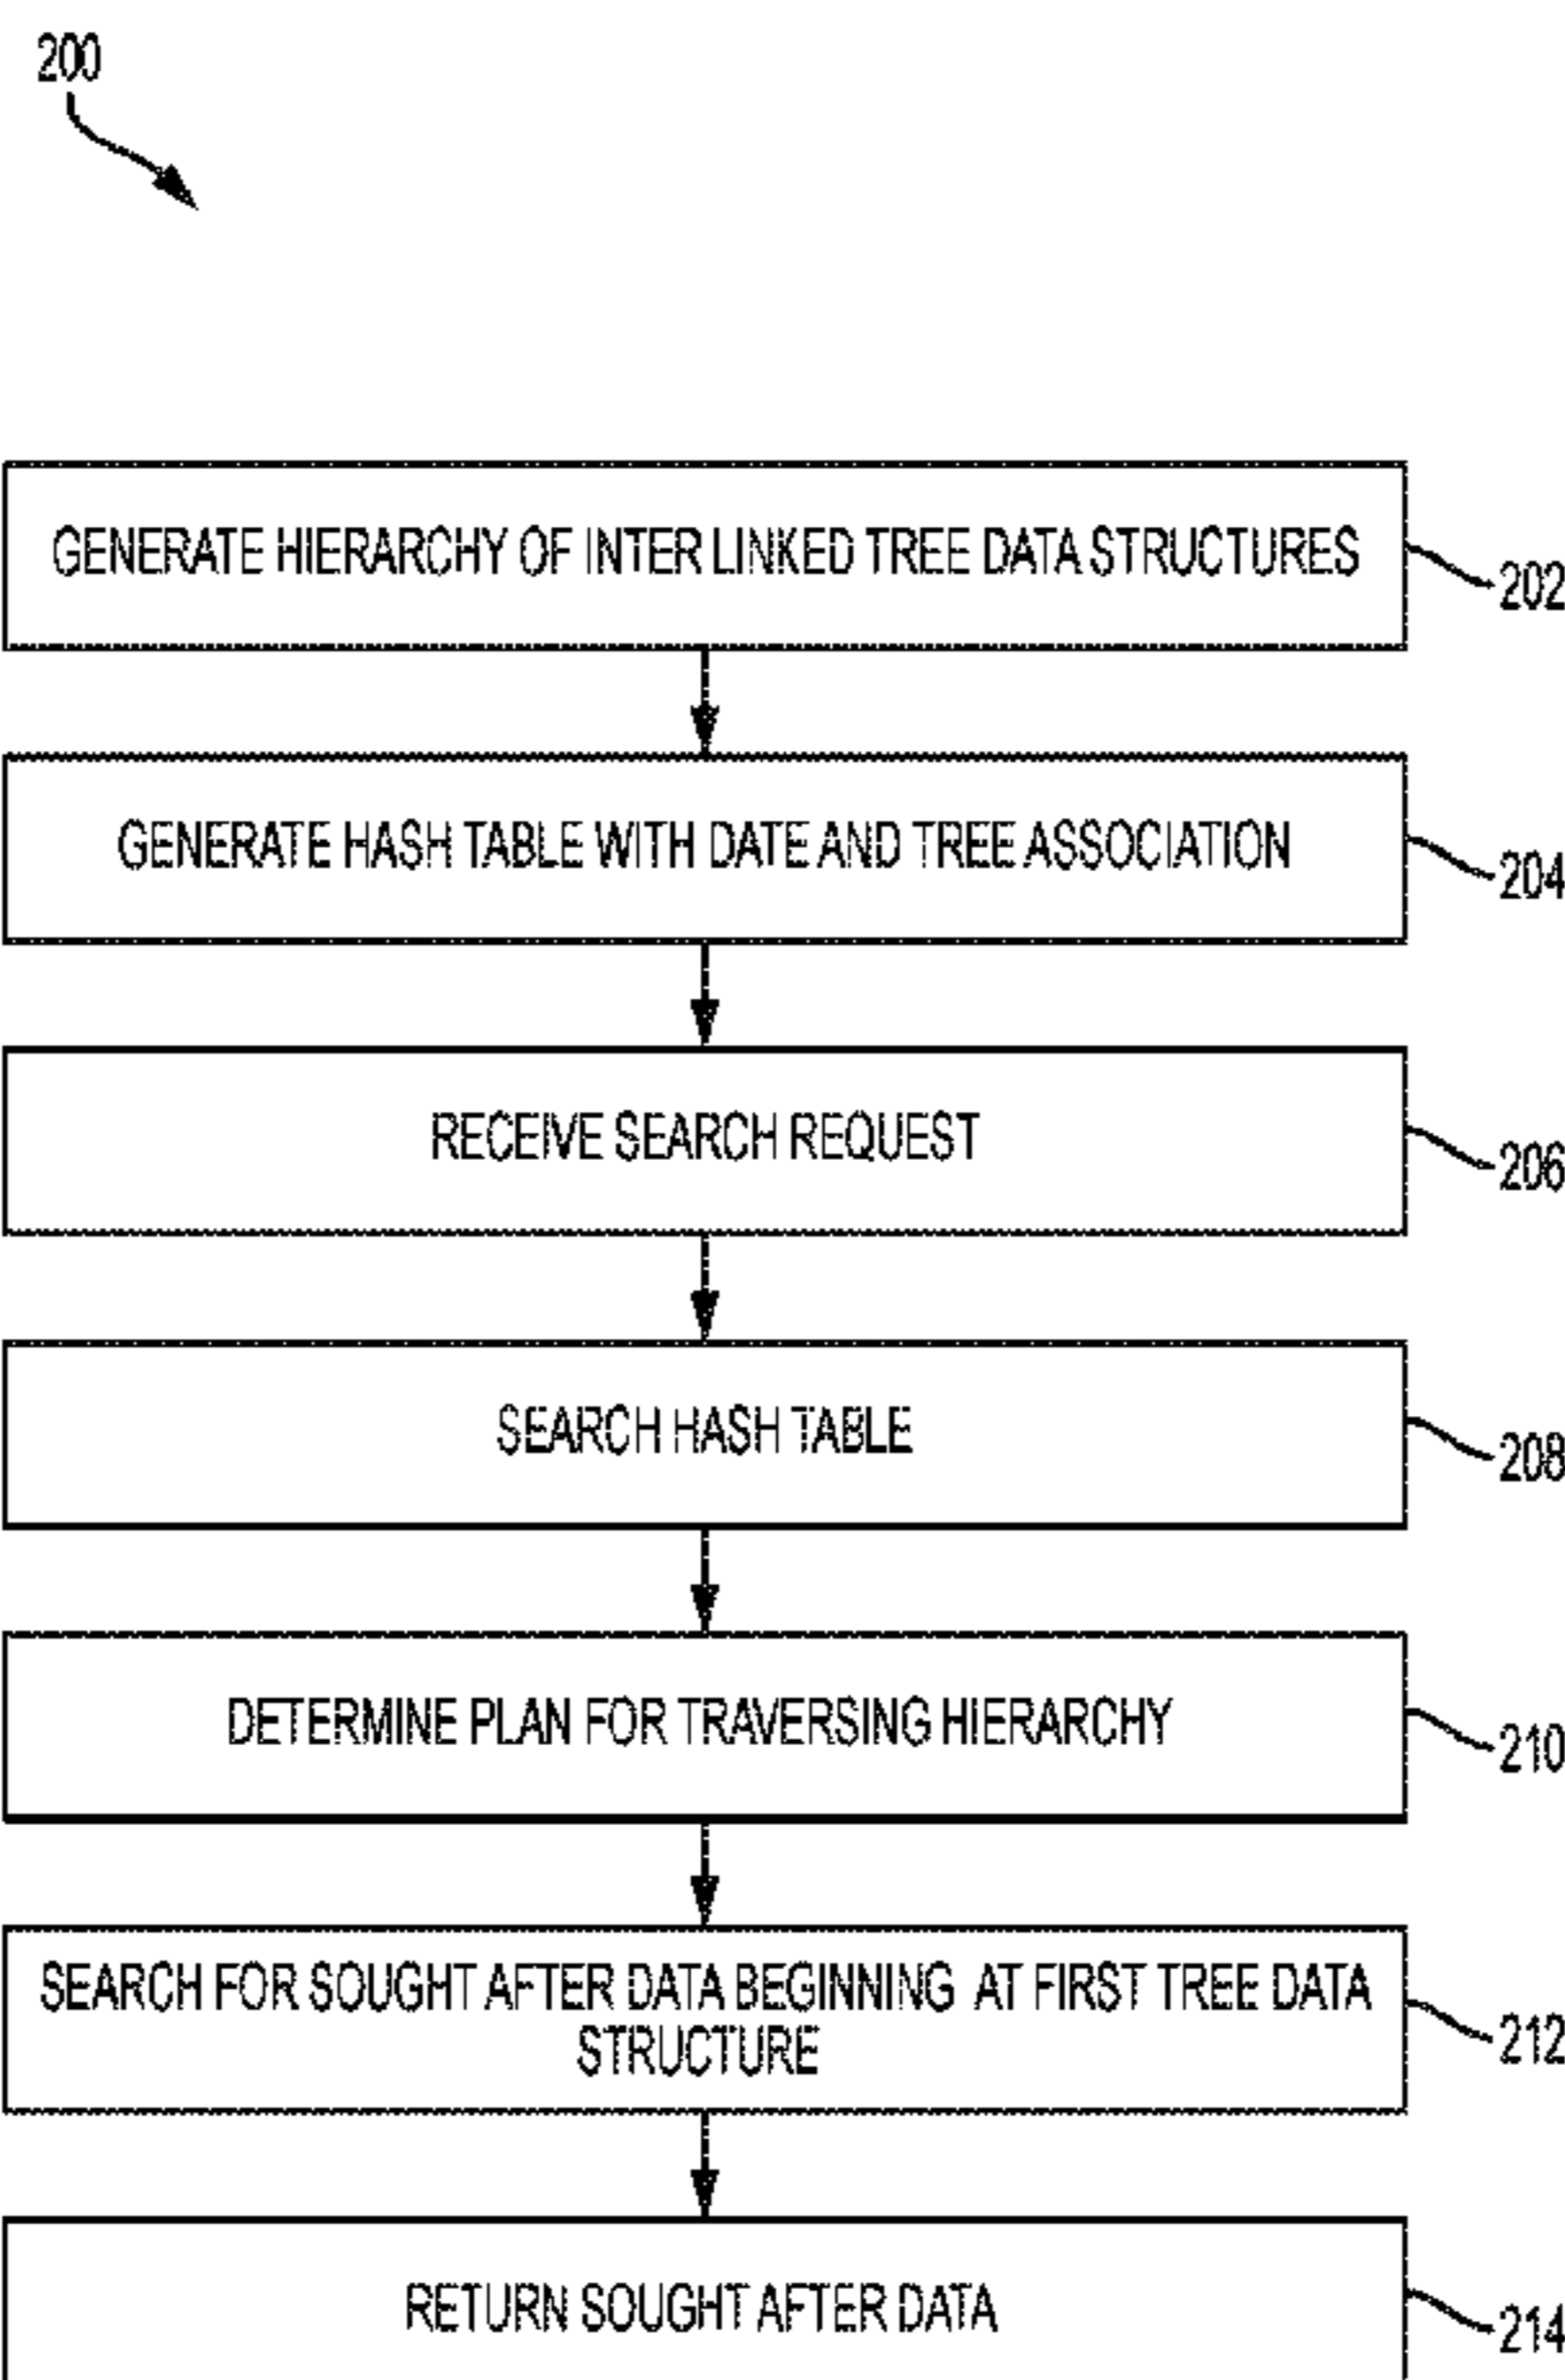 200
GENERATE HIERARCHY OF INTER LINKED TREE DATA STRUCTURES
202
GENERATE HASH TABLE WITH DATE AND TREE ASSOCIATION
204
RECEIVE SEARCH REQUEST
206
SEARCH HASH TABLE
208
DETERMINE PLAN FOR TRAVERSING HIERARCHY
210
SEARCH FOR SOUGHT AFTER DATA BEGINNING AT FIRST TREE DATA
STRUCTURE
212
RETURN SOUGHT AFTER DATA
214